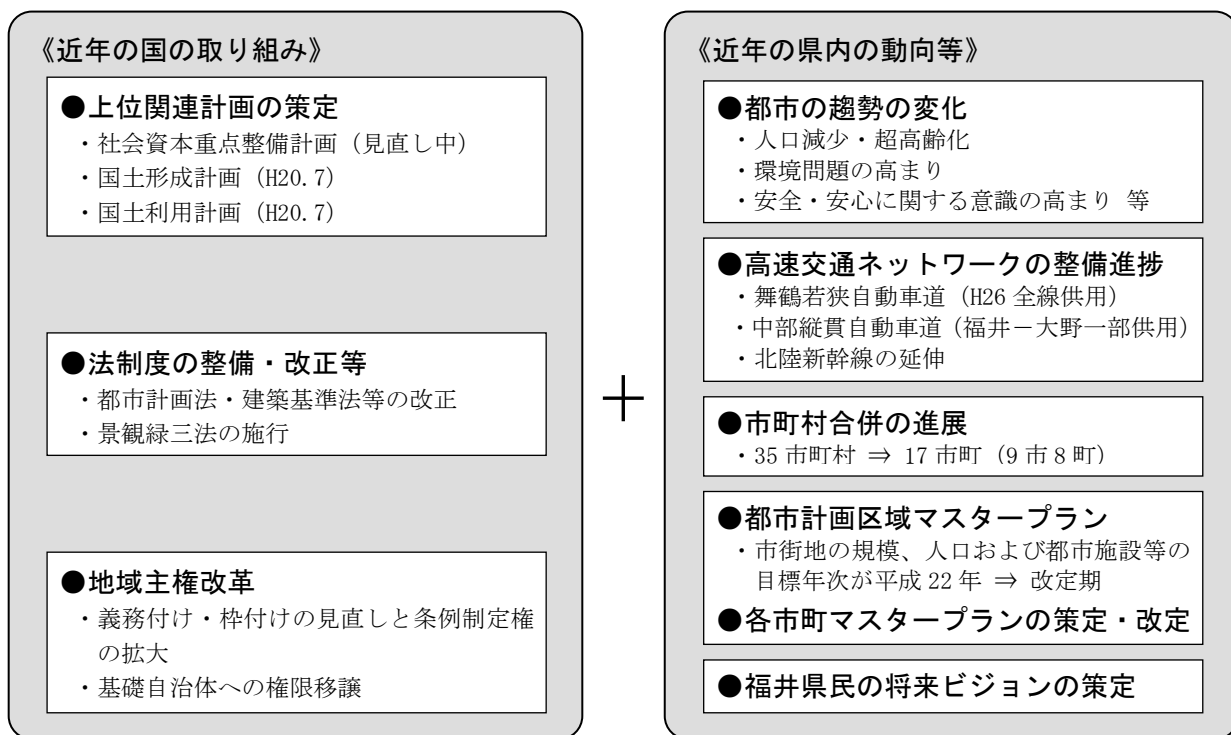 《近年の国の取り組み》
●上位関連計画の策定
・社会資本重点整備計画（見直し中）
・国土形成計画（H20.7）
・国土利用計画（H20.7）
●法制度の整備・改正等
・都市計画法・建築基準法等の改正
・景観緑三法の施行
●地域主権改革
・義務付け・枠付けの見直しと条例制定権
の拡大
・基礎自治体への権限移譲
＋
《近年の県内の動向等》
●都市の趨勢の変化
・人口減少・超高齢化
・環境問題の高まり
・安全・安心に関する意識の高まり 等
●高速交通ネットワークの整備進捗
・舞鶴若狭自動車道（H26 全線供用）
・中部縦貫自動車道（福井－大野一部供用）
・北陸新幹線の延伸
●市町村合併の進展
・35 市町村 ⇒ 17 市町（9 市 8 町）
●都市計画区域マスタープラン
・市街地の規模、人口および都市施設等の
目標年次が平成 22 年 ⇒ 改定期
●各市町マスタープランの策定・改定
●福井県民の将来ビジョンの策定